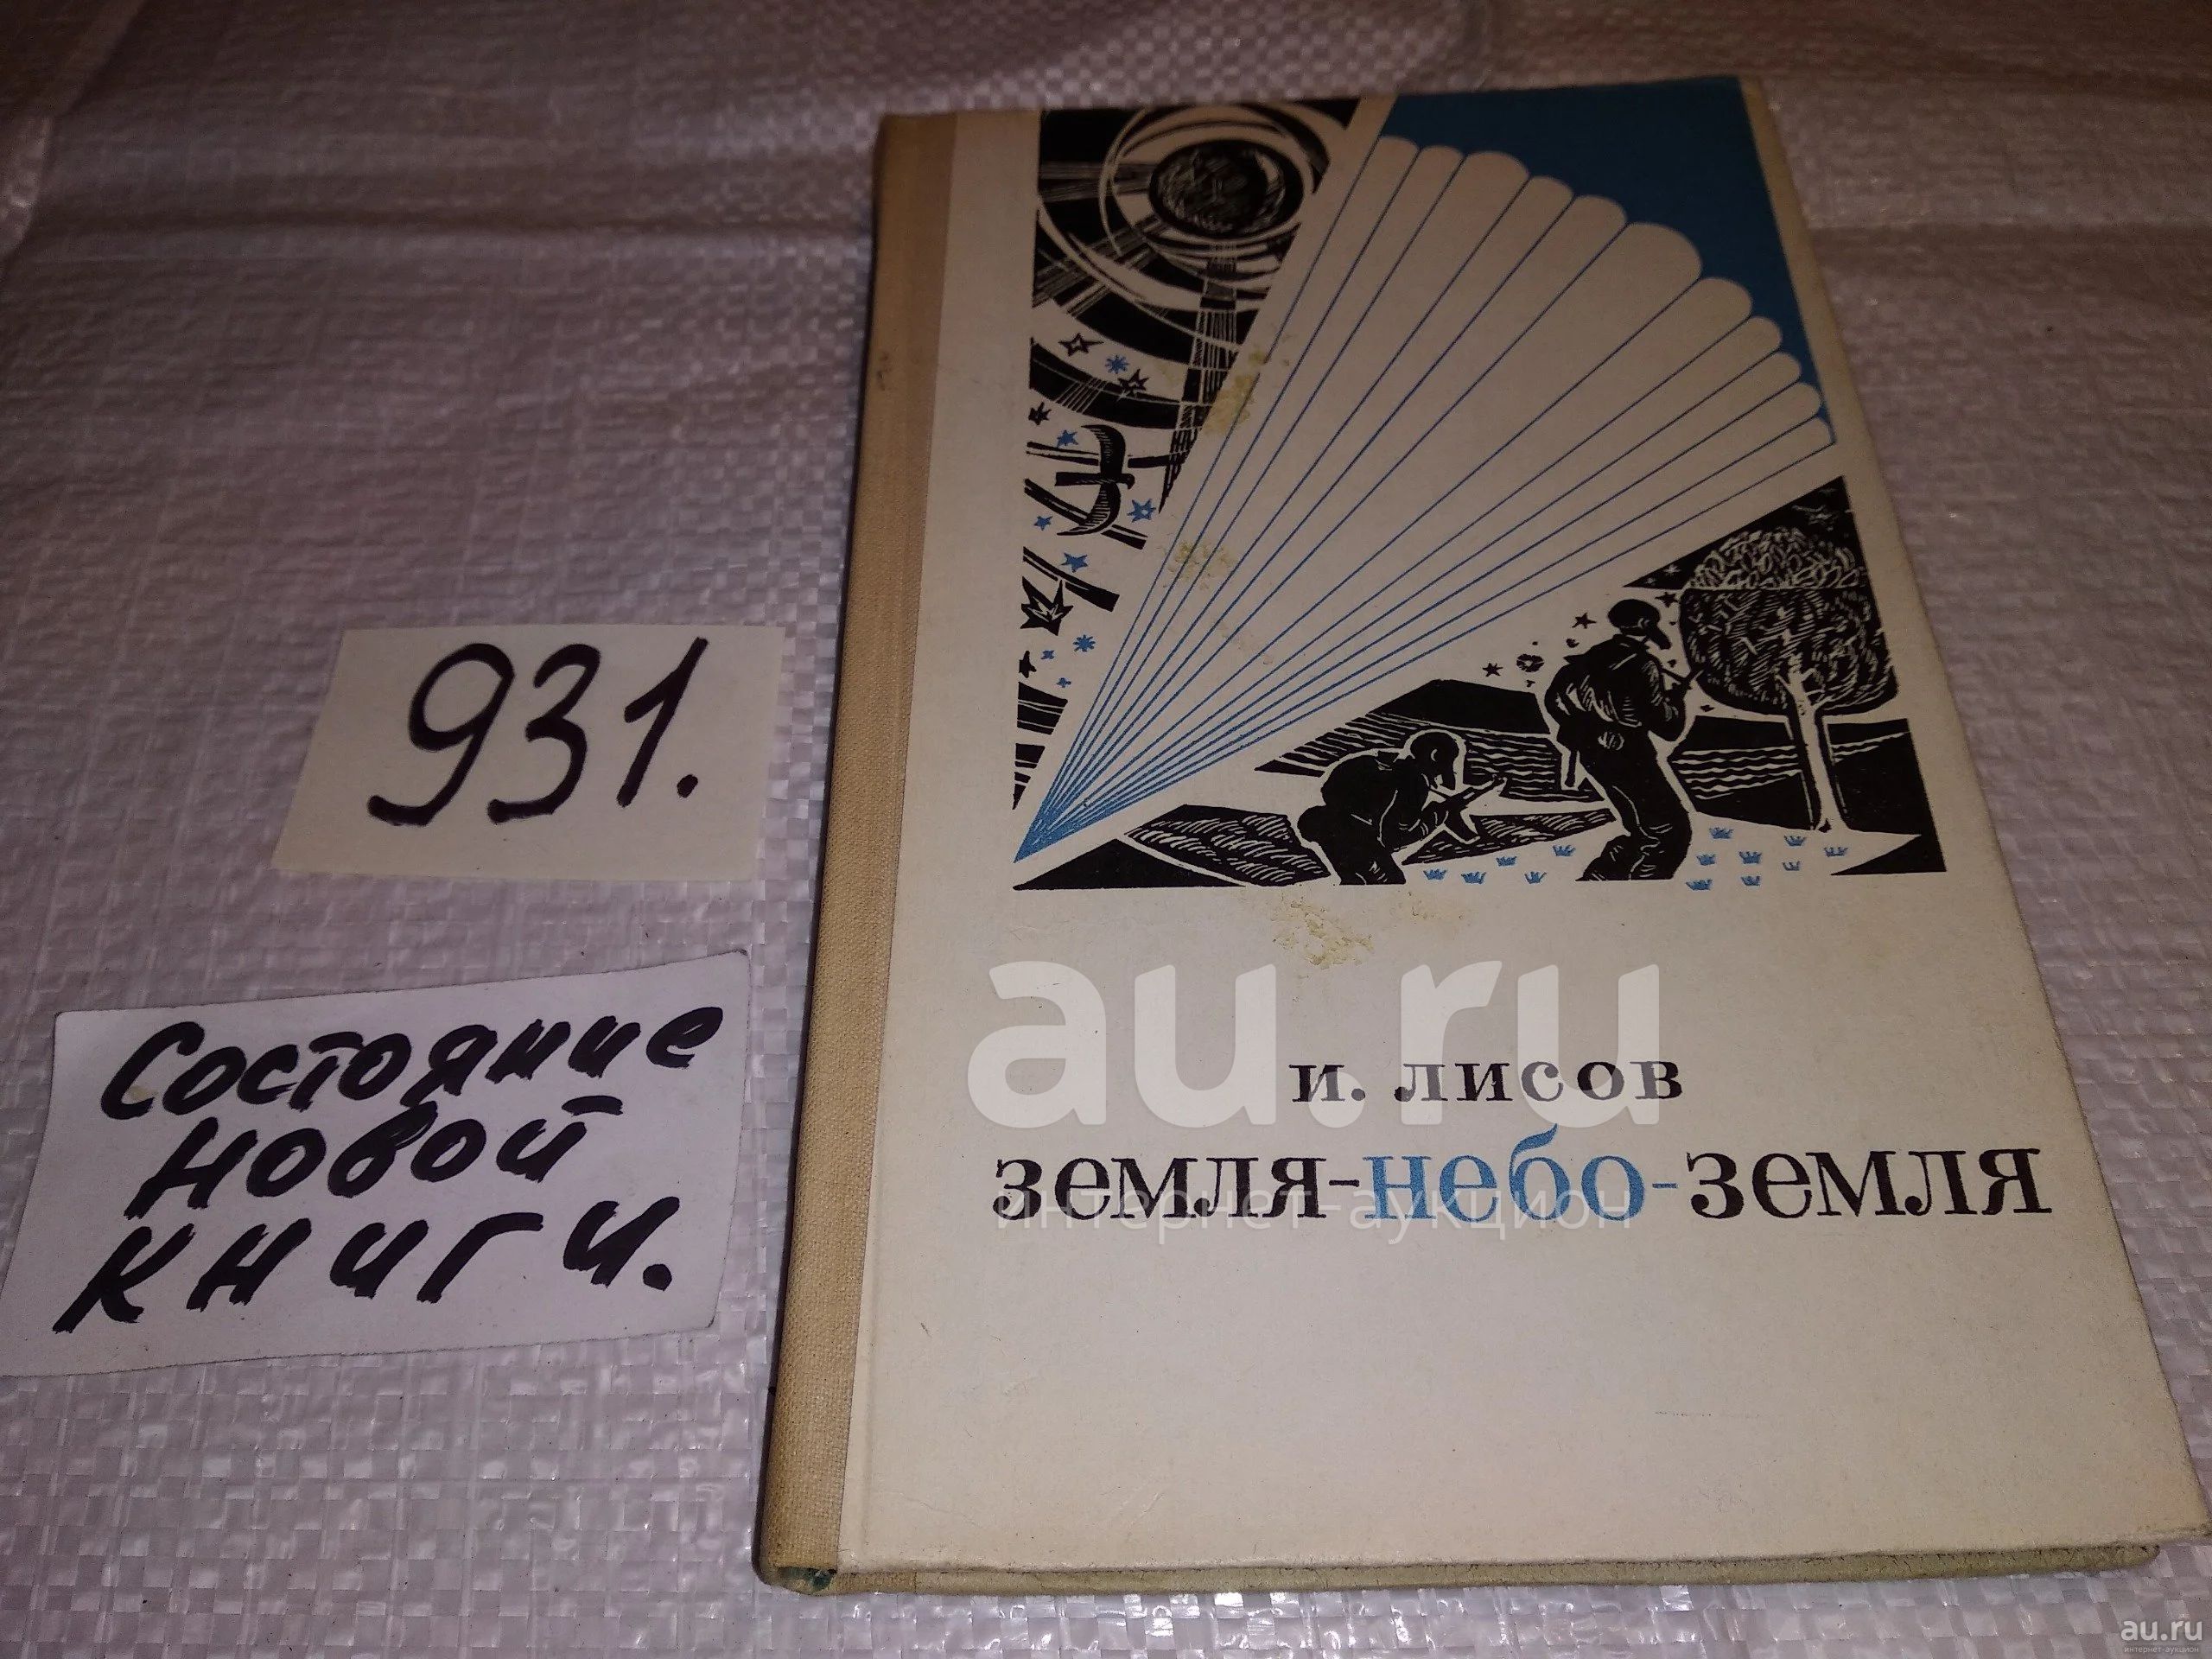 931.
Состояние
новой
книги.
au.ru
и. лисов
земля-небо-земля
интернет-аукцион
au.ru
интернет-аукцион